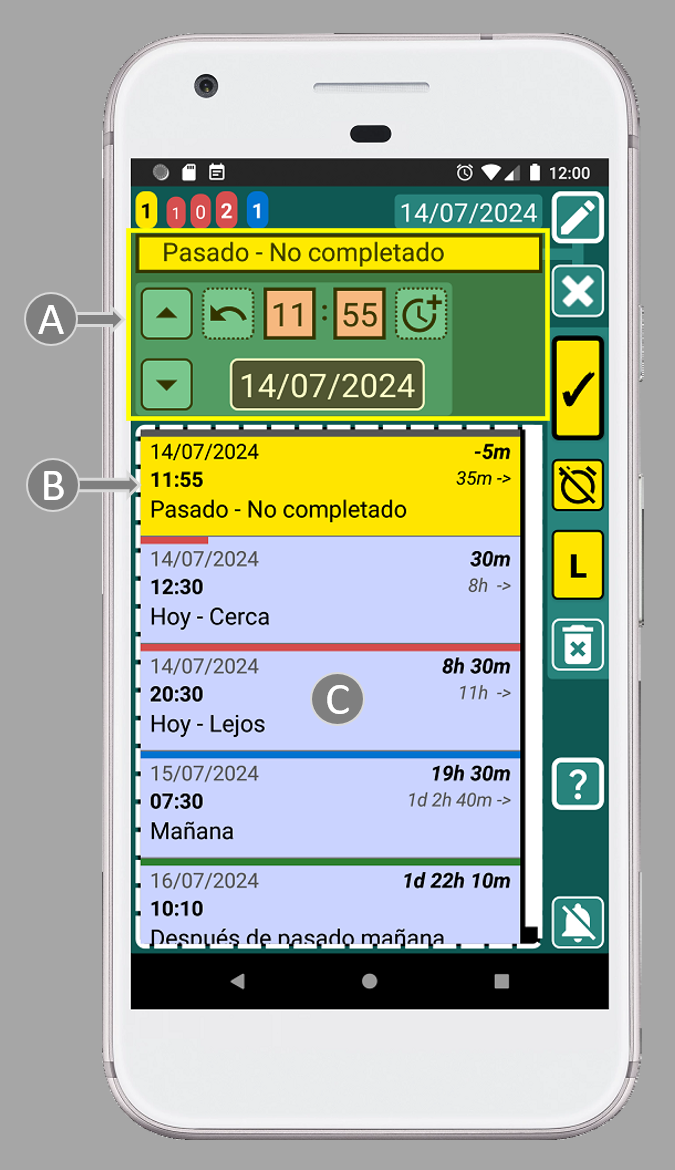 12:00
1 1 0 2 1 14/07/2024
Pasado - No completado
A
11 : 55
14/07/2024
14/07/2024 -5m
B
11:55 35m ->
Pasado - No completado
L
14/07/2024 30m
12:30 8h ->
Hoy - Cerca
14/07/2024 8h 30m
20:30 11h ->
C
Hoy - Lejos
15/07/2024 19h 30m
07:30 1d 2h 40m ->
Mañana
?
16/07/2024 1d 22h 10m
10:10
Después de pasado mañana